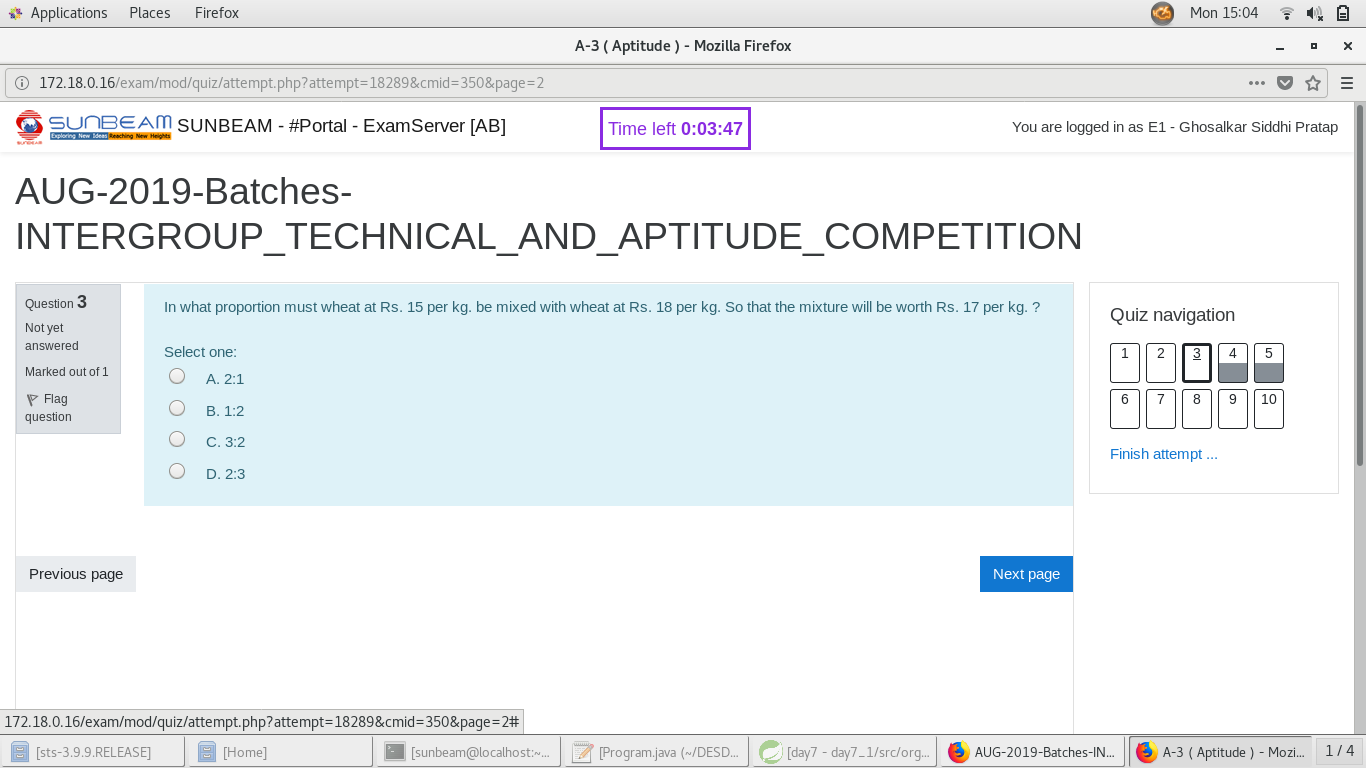 Applications Places Firefox Mon 15:04
A-3 ( Aptitude ) - Mozilla Firefox
172.18.0.16/exam/mod/quiz/attempt.php?attempt=18289&cmid=350&page=2
SUNBEAM Exploring New Ideas Reaching New Heights SUNBEAM - #Portal - ExamServer [AB] Time left 0:03:47 You are logged in as E1 - Ghosalkar Siddhi Pratap
AUG-2019-Batches-
INTERGROUP_TECHNICAL_AND_APTITUDE_COMPETITION
Question 3
Not yet
answered
Marked out of 1
Flag
question
In what proportion must wheat at Rs. 15 per kg. be mixed with wheat at Rs. 18 per kg. So that the mixture will be worth Rs. 17 per kg. ?
Select one:
A. 2:1
B. 1:2
C. 3:2
D. 2:3
Previous page Next page
Quiz navigation
1 2 3 4 5
6 7 8 9 10
Finish attempt ...
172.18.0.16/exam/mod/quiz/attempt.php?attempt=18289&cmid=350&page=2#
[sts-3.9.9.RELEASE] [Home] [sunbeam@localhost:~... [Program.java (~/DESD... [day7 - day7_1/src/org... AUG-2019-Batches-IN... A-3 ( Aptitude ) - Mozi... 1 / 4